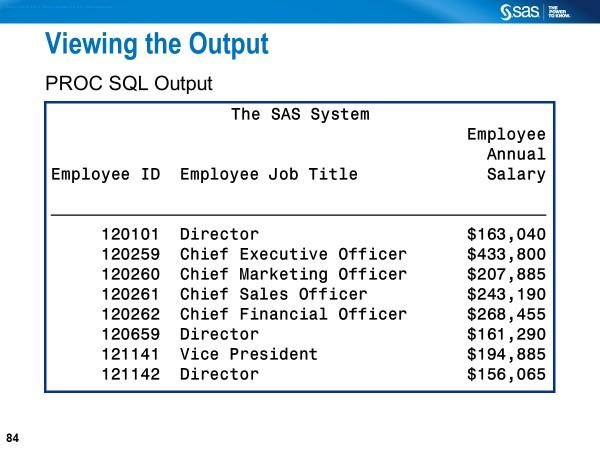 sas THE
POWER
TO KNOW.
Viewing the Output
PROC SQL Output
The SAS System
Employee
Annual
Employee ID Employee Job Title Salary
120101 Director $163,040
120259 Chief Executive Officer $433,800
120260 Chief Marketing Officer $207,885
120261 Chief Sales Officer $243,190
120262 Chief Financial Officer $268,455
120659 Director $161,290
121141 Vice President $194,885
121142 Director $156,065
84